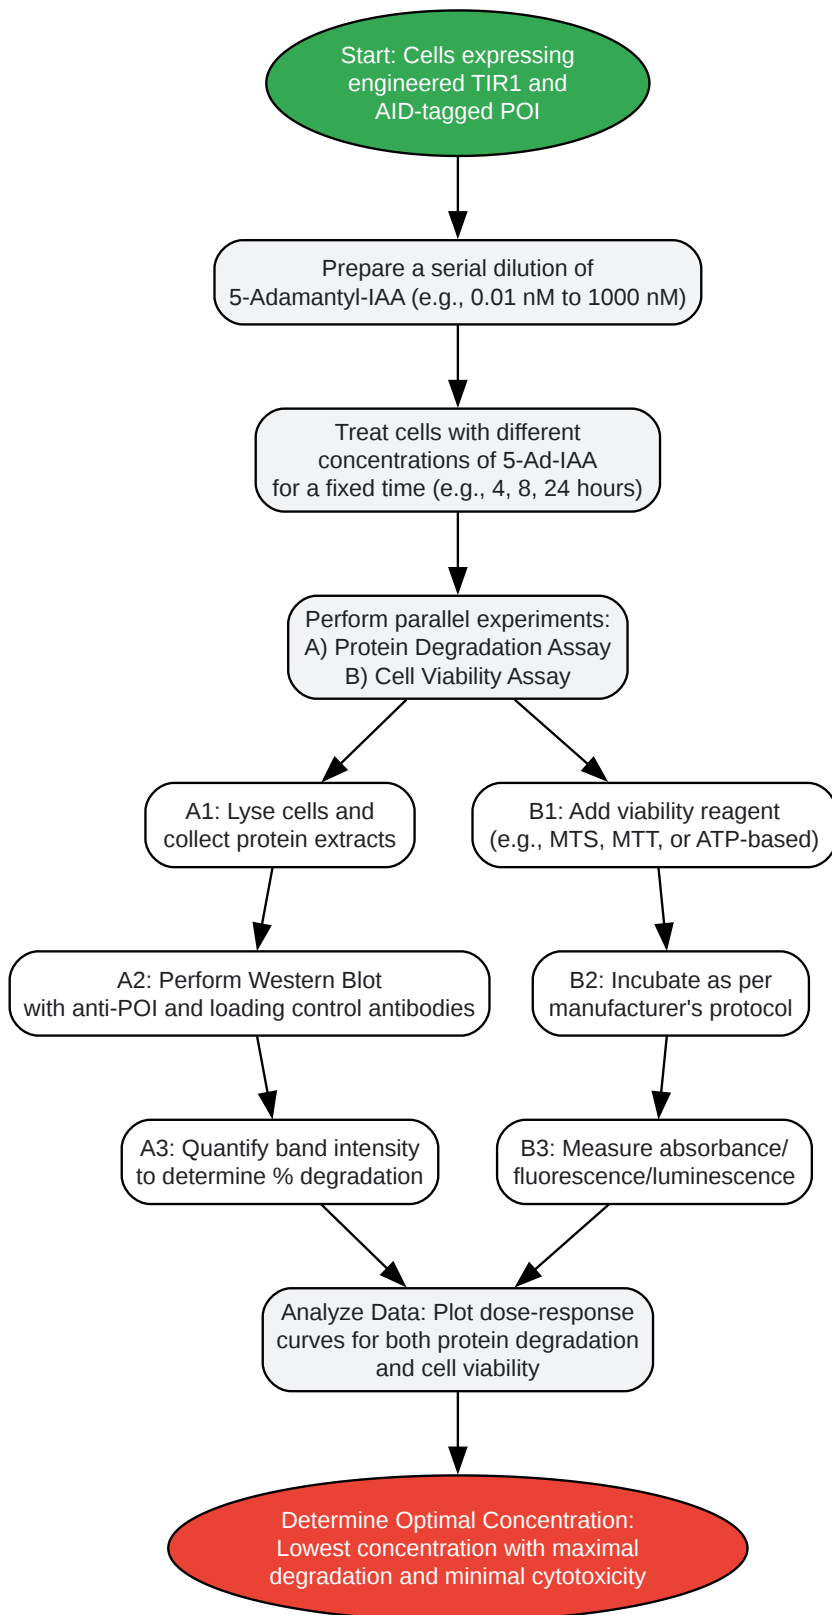 Start: Cells expressing
engineered TIR1 and
AID-tagged POI
Prepare a serial dilution of
5-Adamantyl-IAA (e.g., 0.01 nM to 1000 nM)
Treat cells with different
concentrations of 5-Ad-IAA
for a fixed time (e.g., 4, 8, 24 hours)
Perform parallel experiments:
A) Protein Degradation Assay
B) Cell Viability Assay
A1: Lyse cells and
collect protein extracts
B1: Add viability reagent
(e.g., MTS, MTT, or ATP-based)
A2: Perform Western Blot
with anti-POI and loading control antibodies
B2: Incubate as per
manufacturer's protocol
A3: Quantify band intensity
to determine % degradation
B3: Measure absorbance/
fluorescence/luminescence
Analyze Data: Plot dose-response
curves for both protein degradation
and cell viability
Determine Optimal Concentration:
Lowest concentration with maximal
degradation and minimal cytotoxicity